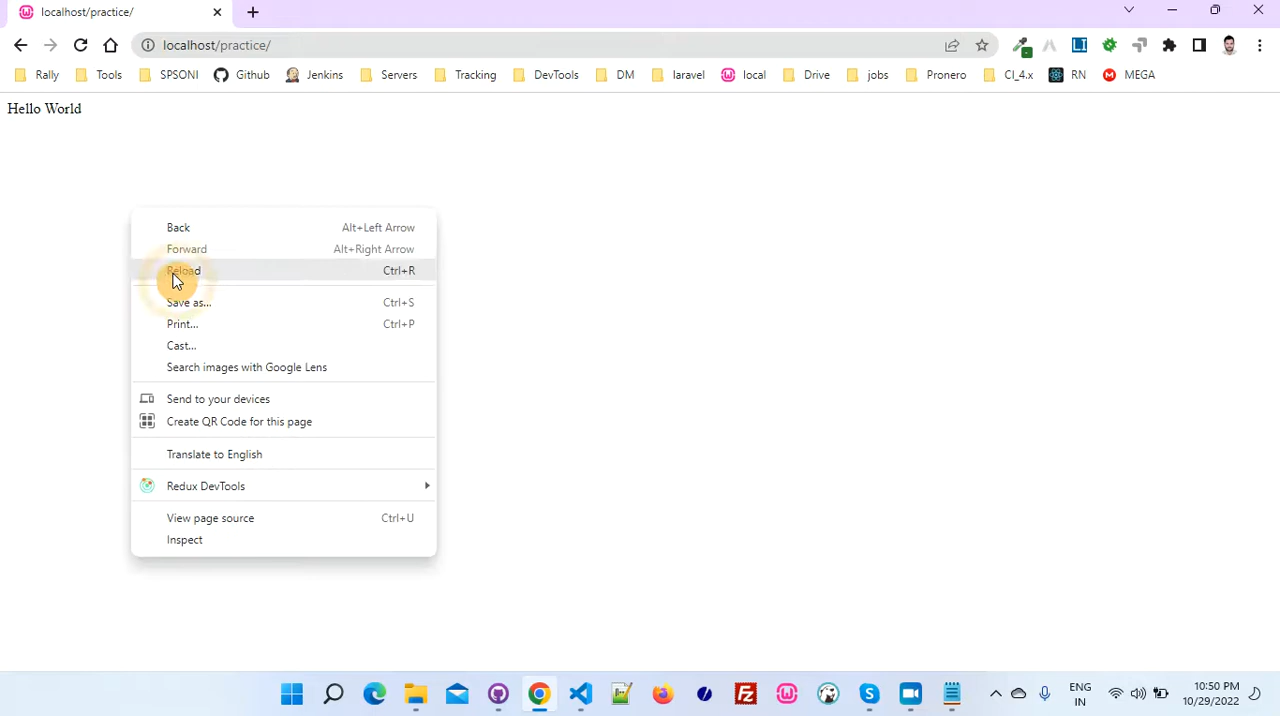 localhost/practice/
localhost/practice/
Rally Tools SPSONI Github Jenkins Servers Tracking DevTools DM laravel local Drive jobs Pronero CI_4.x RN MEGA
Hello World
Back Alt+Left Arrow
Forward Alt+Right Arrow
Reload Ctrl+R
Save as... Ctrl+S
Print... Ctrl+P
Cast...
Search images with Google Lens
Send to your devices
Create QR Code for this page
Translate to English
Redux DevTools
View page source Ctrl+U
Inspect
ENG 10:50 PM
IN 10/29/2022